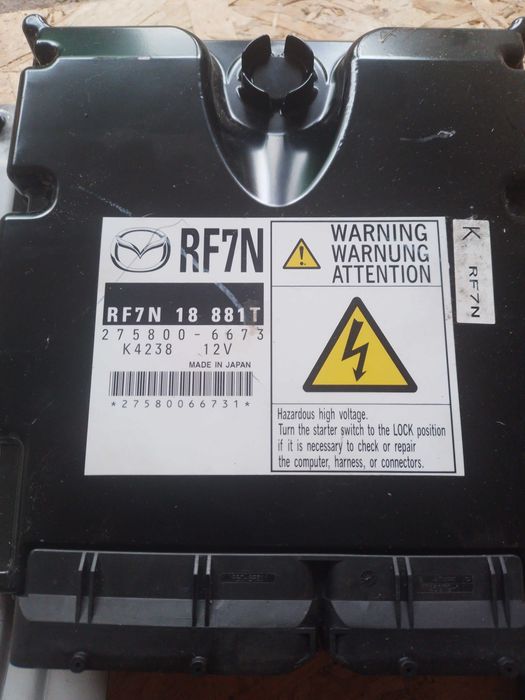 RF7N
RF7N 18 881T
275800-6673
K4238 12V
MADE IN JAPAN
*27580066731*
WARNING
WARNUNG
ATTENTION
Hazardous high voltage.
Turn the starter switch to the LOCK position
if it is necessary to check or repair
the computer, harness, or connectors.
K RF7N